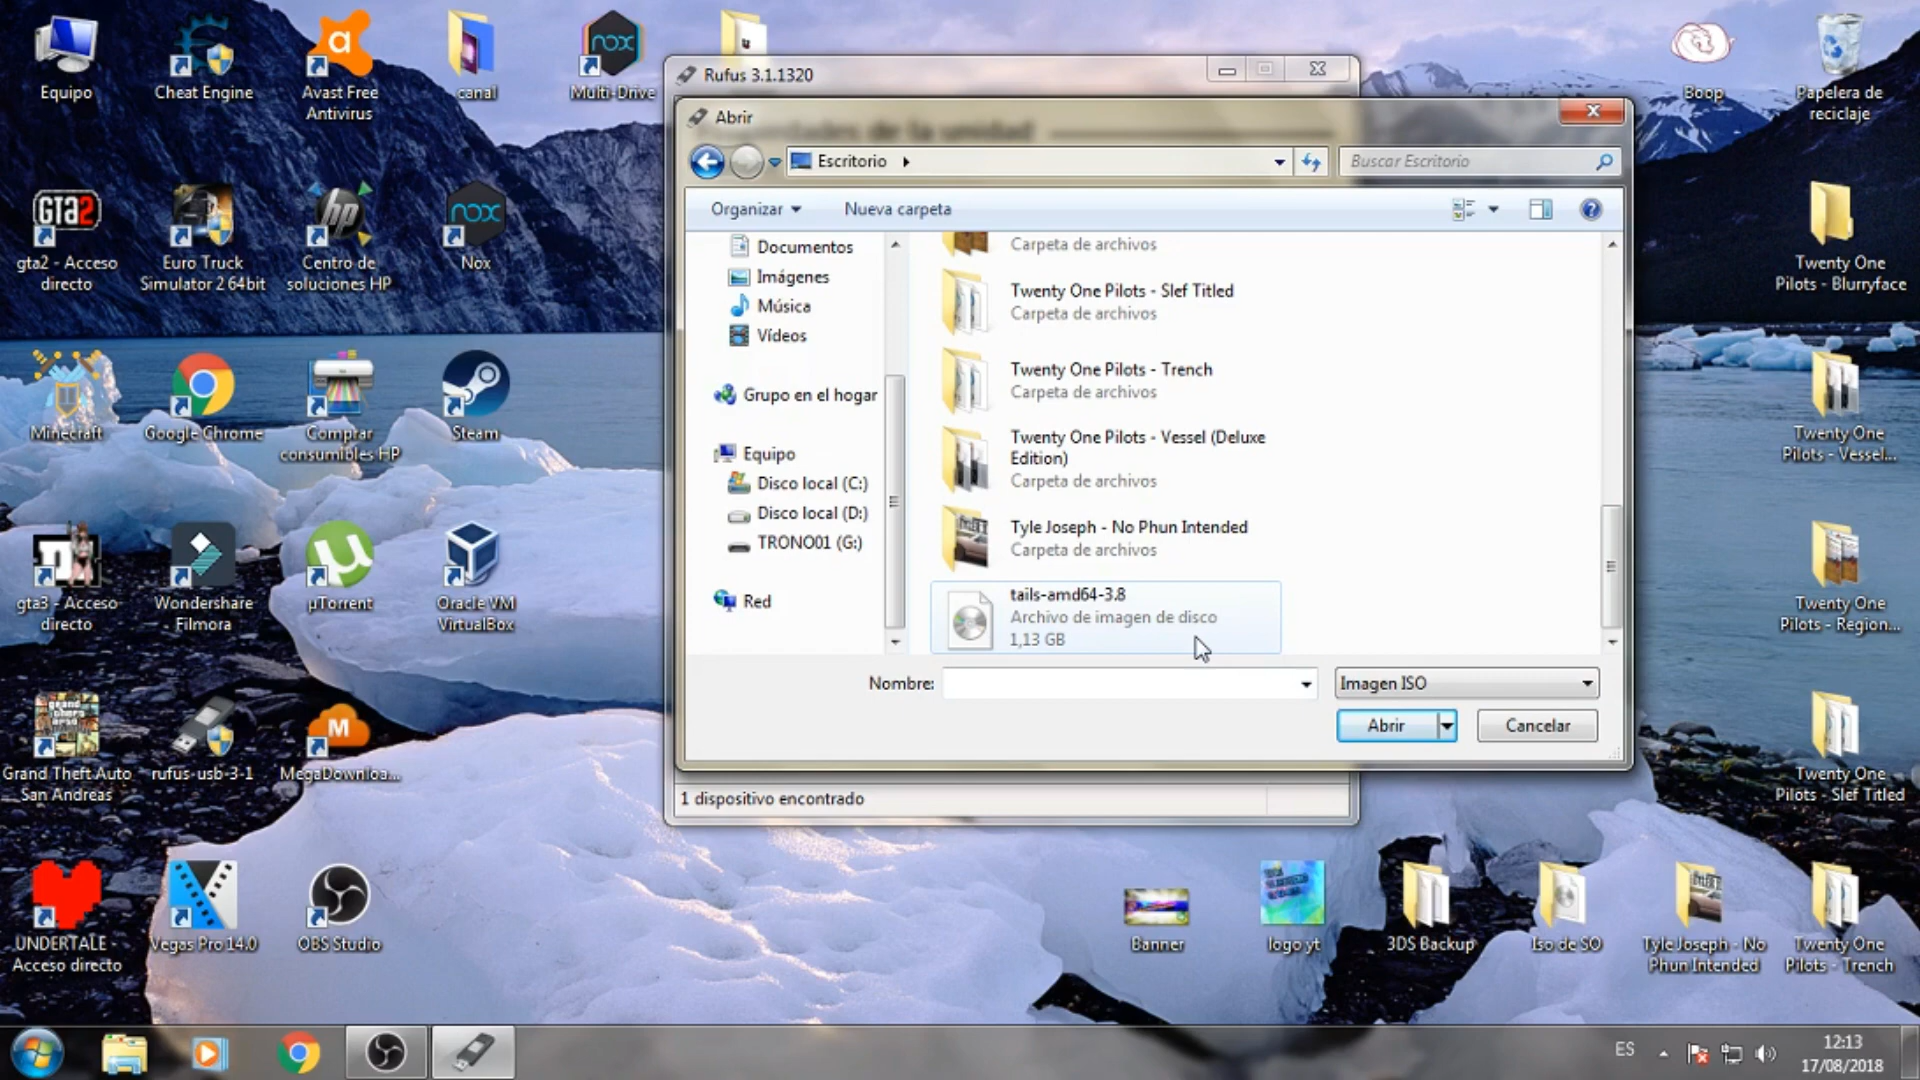 Equipo
Cheat Engine
Avast Free
Antivirus
canal
Multi-Drive
Boop
Papelera de
reciclaje
gta2 - Acceso
directo
Euro Truck
Simulator 2 64bit
Centro de
soluciones HP
Nox
Twenty One
Pilots - Blurryface
Minecraft
Google Chrome
Comprar
consumibles HP
Steam
Twenty One
Pilots - Vessel...
gta3 - Acceso
directo
Wondershare
Filmora
µTorrent
Oracle VM
VirtualBox
Twenty One
Pilots - Region...
Grand Theft Auto
San Andreas
rufus-usb-3-1
MegaDownloa...
Twenty One
Pilots - Slef Titled
UNDERTALE -
Acceso directo
Vegas Pro 14.0
OBS Studio
Banner
logo yt
3DS Backup
Iso de SO
Tyle Joseph - No
Phun Intended
Twenty One
Pilots - Trench
Rufus 3.1.1320
Abrir
Escritorio
Buscar Escritorio
Organizar
Nueva carpeta
Documentos
Imágenes
Música
Vídeos
Grupo en el hogar
Equipo
Disco local (C:)
Disco local (D:)
TRONO01 (G:)
Red
Carpeta de archivos
Twenty One Pilots - Slef Titled
Carpeta de archivos
Twenty One Pilots - Trench
Carpeta de archivos
Twenty One Pilots - Vessel (Deluxe
Edition)
Carpeta de archivos
Tyle Joseph - No Phun Intended
Carpeta de archivos
tails-amd64-3.8
Archivo de imagen de disco
1,13 GB
Nombre:
Imagen ISO
Abrir
Cancelar
1 dispositivo encontrado
ES
12:13
17/08/2018